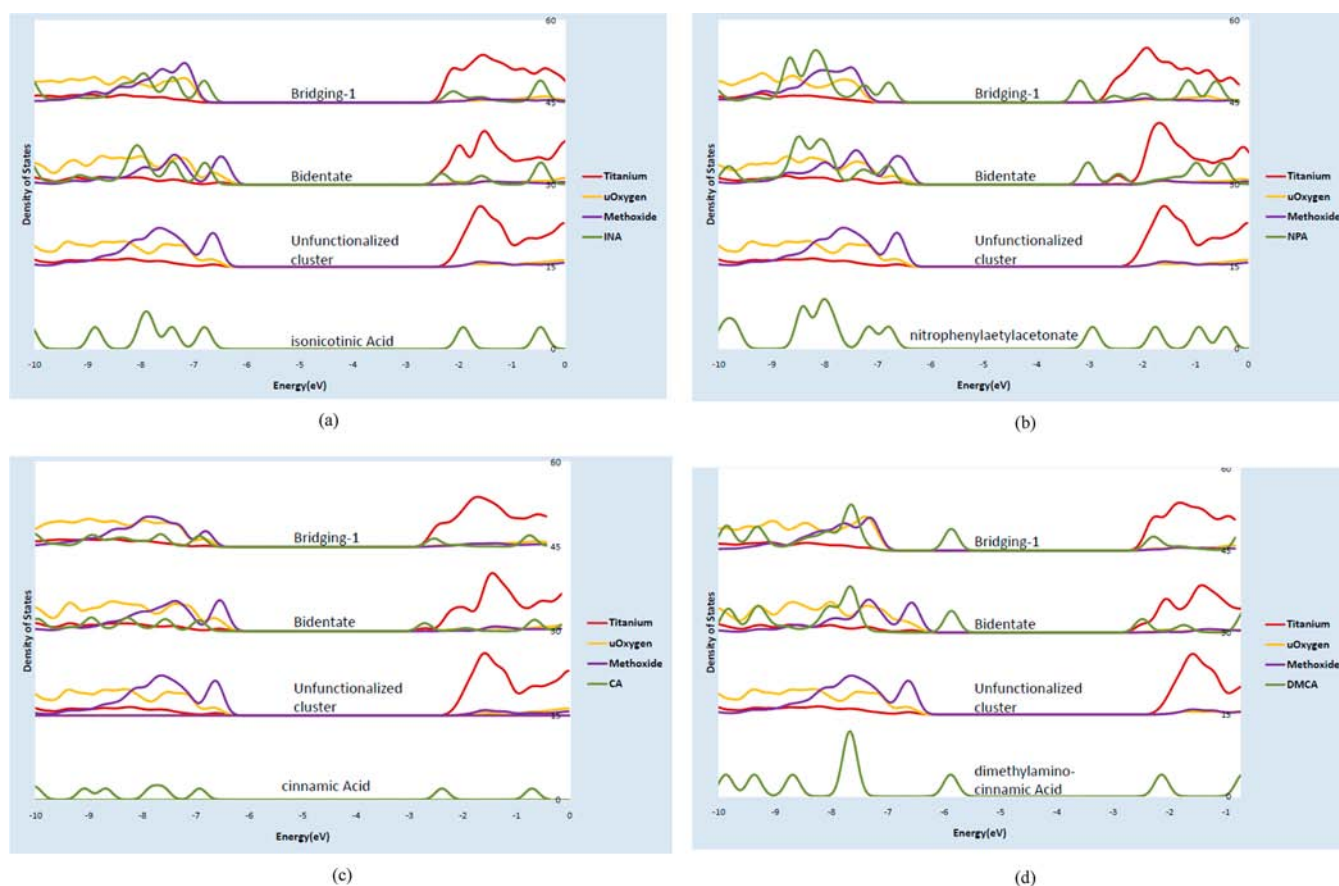 60
Bridging-1
45
Bidentate
30
Unfunctionalized
cluster
15
isonicotinic Acid
0
Density of States
-10 -9 -8 -7 -6 -5 -4 -3 -2 -1 0
Energy(eV)
Titanium
uOxygen
Methoxide
INA
(a)
60
Bridging-1
45
Bidentate
30
Unfunctionalized
cluster
15
nitrophenylaetylacetonate
0
Density of States
-10 -9 -8 -7 -6 -5 -4 -3 -2 -1 0
Energy(eV)
Titanium
uOxygen
Methoxide
NPA
(b)
60
Bridging-1
45
Bidentate
30
Unfunctionalized
cluster
15
cinnamic Acid
0
Density of States
-10 -9 -8 -7 -6 -5 -4 -3 -2 -1 0
Energy(eV)
Titanium
uOxygen
Methoxide
CA
(c)
60
Bridging-1
45
Bidentate
30
Unfunctionalized
cluster
15
dimethylamino-
cinnamic Acid
0
Density of States
-10 -9 -8 -7 -6 -5 -4 -3 -2 -1
Energy(eV)
Titanium
uOxygen
Methoxide
DMCA
(d)